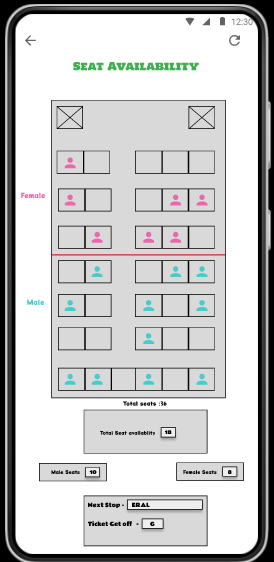 12:30
SEAT AVAILABILITY
Female
Male
Total seats :36
Total Seat availablity 18
Male Seats 10
Female Seats 8
Next Stop - ERAL
Ticket Get off - 6